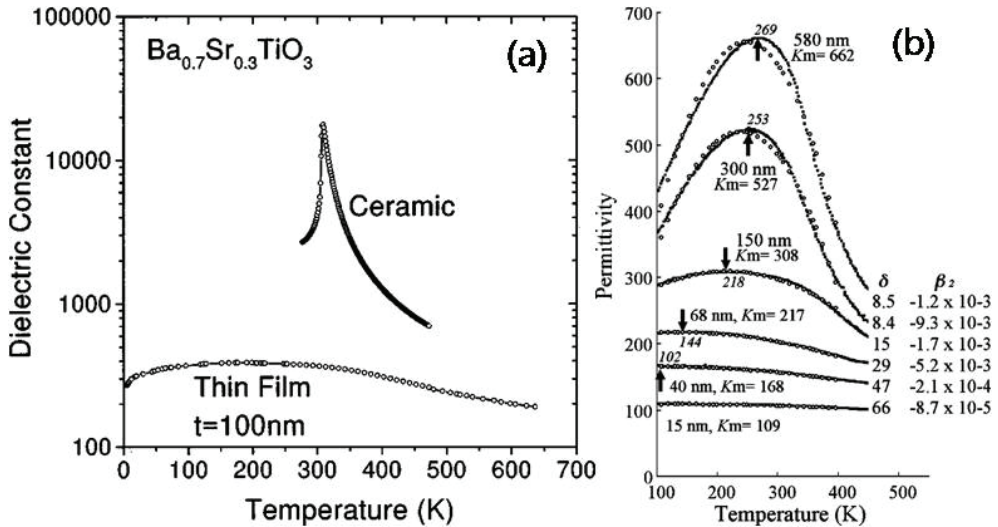 Ba0.7Sr0.3TiO3
(a)
Dielectric Constant
100000
10000
1000
100
Ceramic
Thin Film
t=100nm
0 100 200 300 400 500 600 700
Temperature (K)
(b)
Permittivity
700
600
500
400
300
200
100
0
269
580 nm
Km= 662
253
300 nm
Km= 527
150 nm
Km= 308
218
68 nm, Km= 217
144
102
40 nm, Km= 168
15 nm, Km= 109
δ β2
8.5 -1.2 x 10-3
8.4 -9.3 x 10-3
15 -1.7 x 10-3
29 -5.2 x 10-3
47 -2.1 x 10-4
66 -8.7 x 10-5
100 200 300 400 500
Temperature (K)